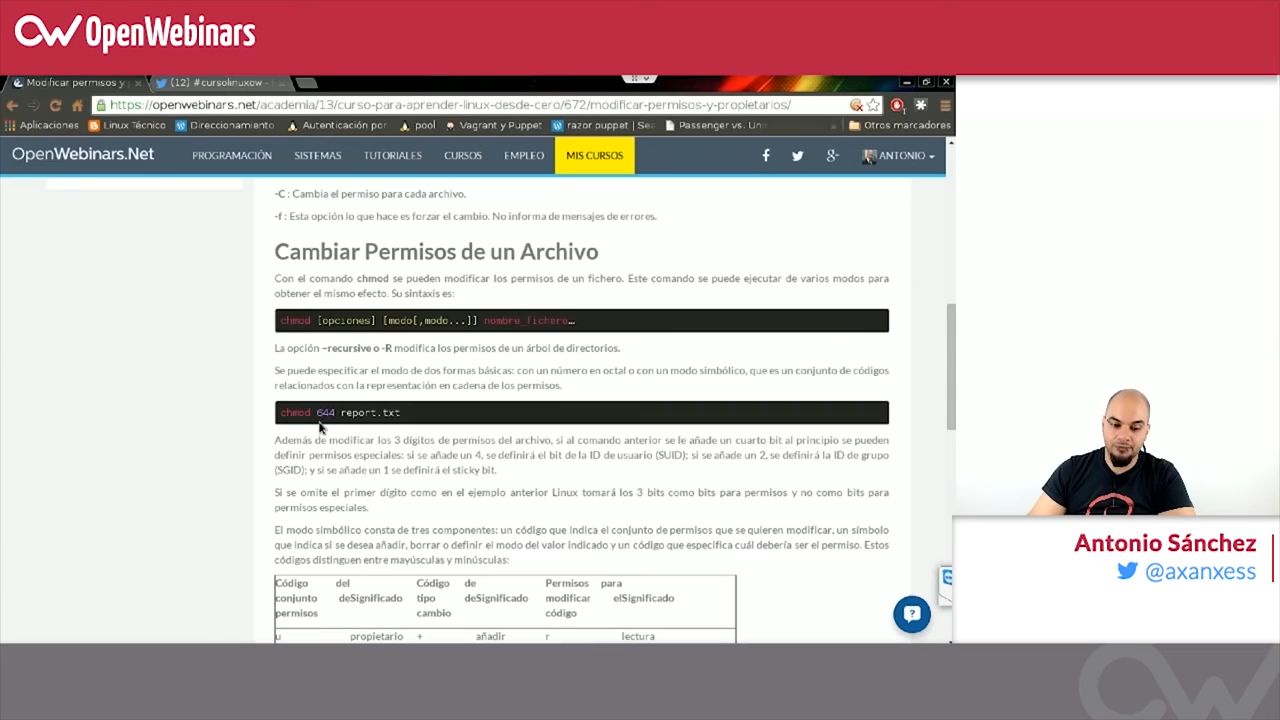 OpenWebinars
Modificar permisos y
(12) #cursolinuxow -
https://openwebinars.net/academia/13/curso-para-aprender-linux-desde-cero/672/modificar-permisos-y-propietarios/
Aplicaciones Linux Técnico Direccionamiento Autenticación por pool Vagrant y Puppet razor puppet | Sea Passenger vs. Uni » Otros marcadores
OpenWebinars.Net PROGRAMACIÓN SISTEMAS TUTORIALES CURSOS EMPLEO MIS CURSOS ANTONIO
-C : Cambia el permiso para cada archivo.
-f : Esta opción lo que hace es forzar el cambio. No informa de mensajes de errores.
Cambiar Permisos de un Archivo
Con el comando chmod se pueden modificar los permisos de un fichero. Este comando se puede ejecutar de varios modos para
obtener el mismo efecto. Su sintaxis es:
chmod [opciones] [modo[,modo...]] nombre_fichero…
La opción –recursive o -R modifica los permisos de un árbol de directorios.
Se puede especificar el modo de dos formas básicas: con un número en octal o con un modo simbólico, que es un conjunto de códigos
relacionados con la representación en cadena de los permisos.
chmod 644 report.txt
Además de modificar los 3 dígitos de permisos del archivo, si al comando anterior se le añade un cuarto bit al principio se pueden
definir permisos especiales: si se añade un 4, se definirá el bit de la ID de usuario (SUID); si se añade un 2, se definirá la ID de grupo
(SGID); y si se añade un 1 se definirá el sticky bit.
Si se omite el primer dígito como en el ejemplo anterior Linux tomará los 3 bits como bits para permisos y no como bits para
permisos especiales.
El modo simbólico consta de tres componentes: un código que indica el conjunto de permisos que se quieren modificar, un símbolo
que indica si se desea añadir, borrar o definir el modo del valor indicado y un código que especifica cuál debería ser el permiso. Estos
códigos distinguen entre mayúsculas y minúsculas:
Código del Código de Permisos para
conjunto deSignificado tipo deSignificado modificar elSignificado
permisos cambio código
u propietario + añadir r lectura
Antonio Sánchez
@axanxess